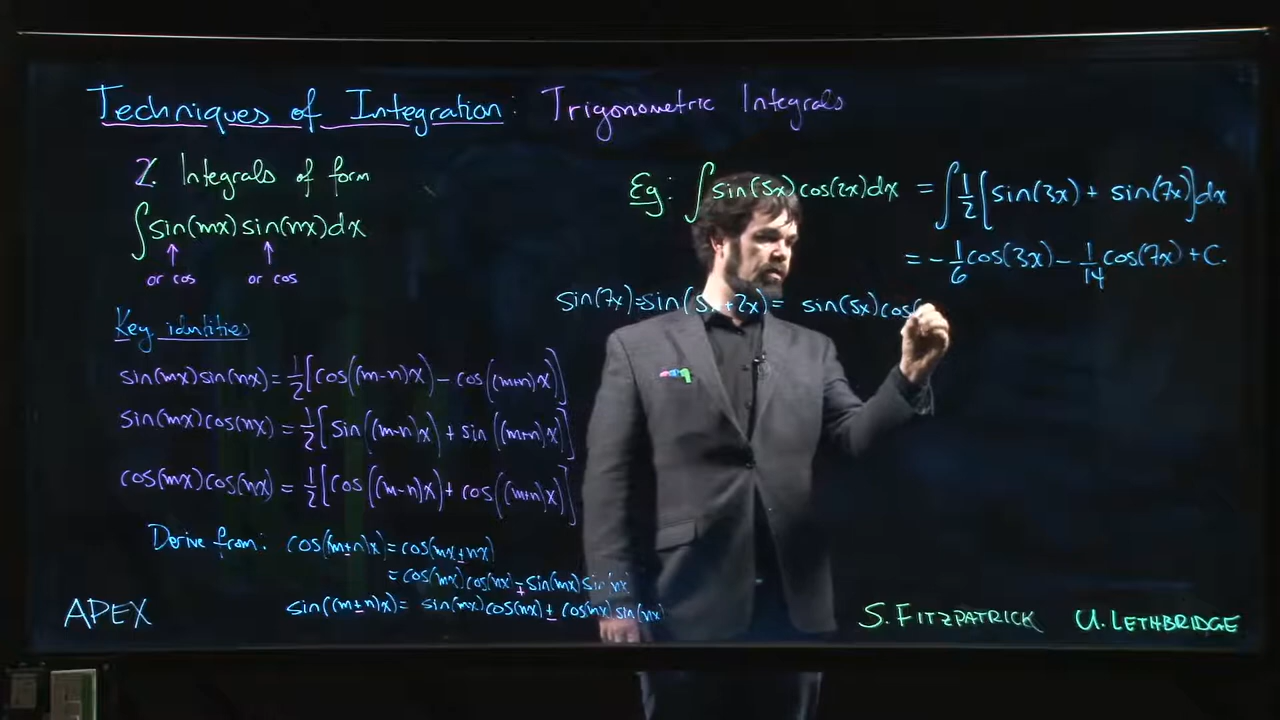 Techniques of Integration: Trigonometric Integrals
2. Integrals of form
∫sin(mx)sin(mx)dx
↑ ↑
or cos or cos
Key identities
sin(mx)sin(nx) = 1/2[cos((m-n)x) - cos((m+n)x)]
sin(mx)cos(nx) = 1/2[sin((m-n)x) + sin((m+n)x)]
cos(mx)cos(nx) = 1/2[cos((m-n)x) + cos((m+n)x)]
Derive from: cos((m±n)x) = cos(mx±nx)
= cos(mx)cos(nx) ∓ sin(mx)sin(nx)
sin((m±n)x) = sin(mx)cos(nx) ± cos(mx)sin(nx)
APEX
Eg: ∫sin(5x)cos(2x)dx = ∫1/2[sin(3x) + sin(7x)]dx
= -1/6cos(3x) - 1/14cos(7x) + C.
sin(7x) = sin(5x+2x) = sin(5x)cos(
S. FITZPATRICK U. LETHBRIDGE